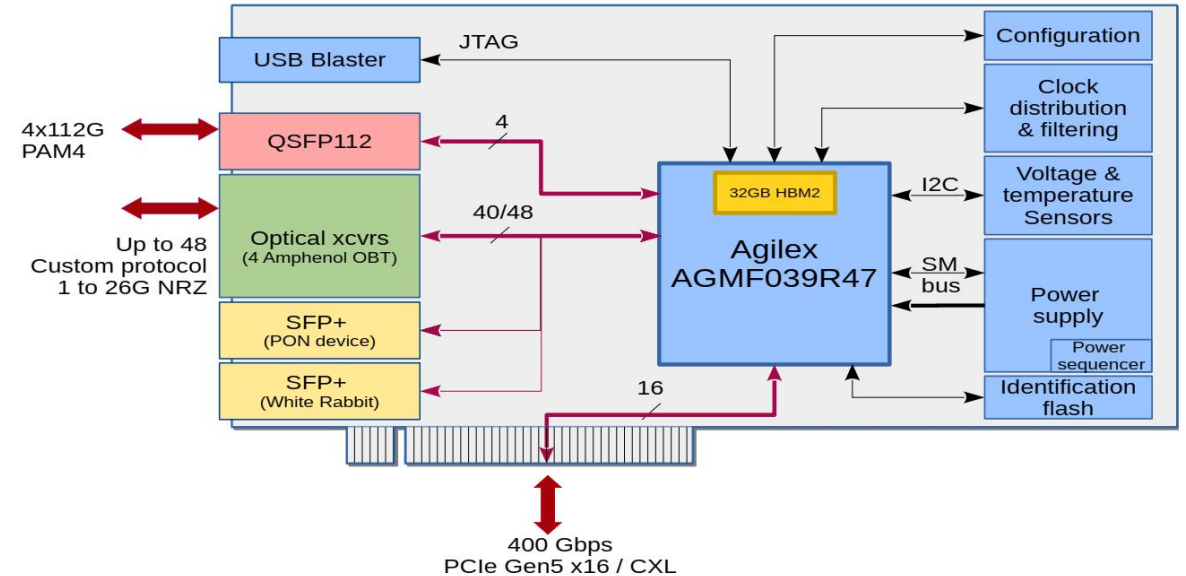 USB Blaster
JTAG
Configuration
Clock
distribution
& filtering
4x112G
PAM4
QSFP112
4
Voltage &
temperature
Sensors
I2C
32GB HBM2
Agilex
AGMF039R47
Up to 48
Custom protocol
1 to 26G NRZ
Optical xcvrs
(4 Amphenol OBT)
40/48
SM
bus
Power
supply
Power
sequencer
SFP+
(PON device)
SFP+
(White Rabbit)
16
Identification
flash
400 Gbps
PCIe Gen5 x16 / CXL